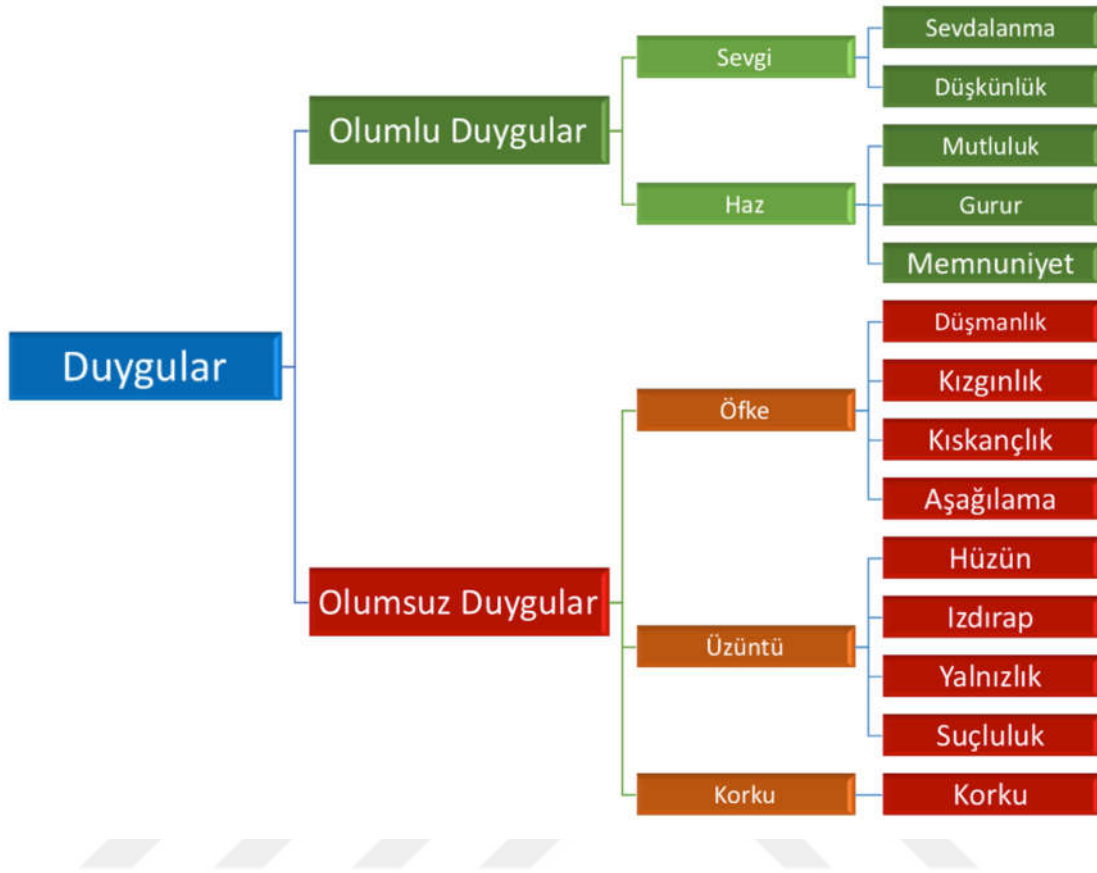 Duygular
Olumlu Duygular
Sevgi
Sevdalanma
Düşkünlük
Haz
Mutluluk
Gurur
Memnuniyet
Olumsuz Duygular
Öfke
Düşmanlık
Kızgınlık
Kıskançlık
Aşağılama
Üzüntü
Hüzün
Izdırap
Yalnızlık
Suçluluk
Korku
Korku